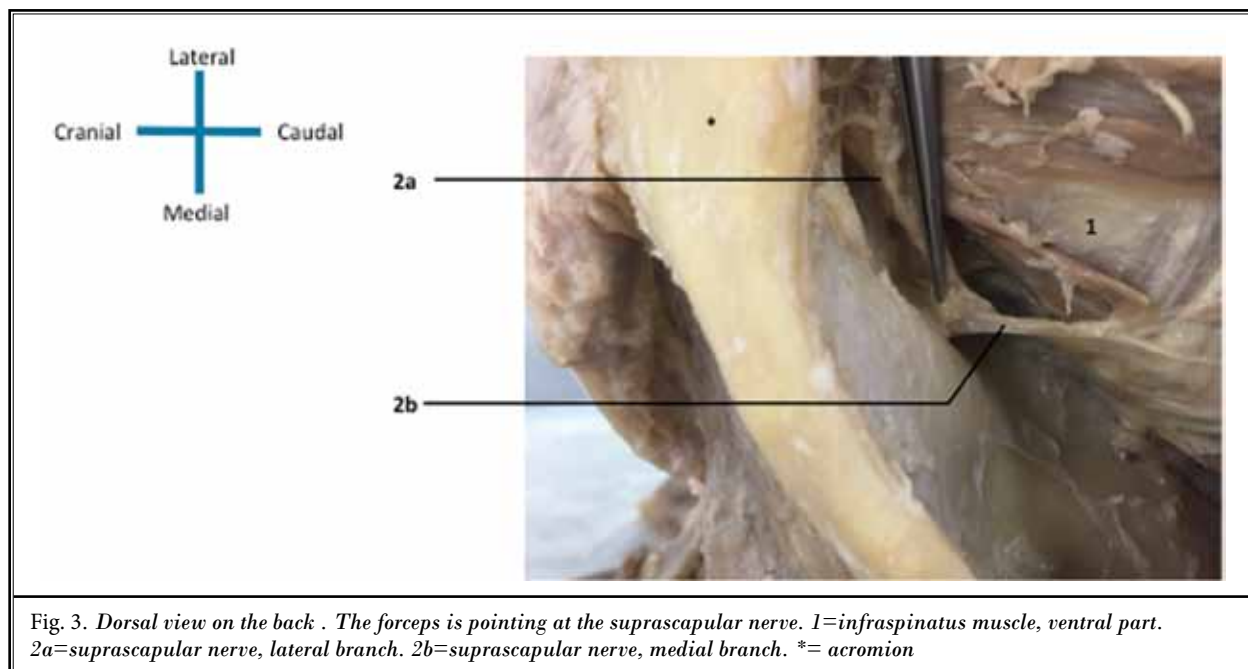 Lateral
Cranial Caudal
Medial
2a
*
1
2b
Fig. 3. Dorsal view on the back . The forceps is pointing at the suprascapular nerve. 1=infraspinatus muscle, ventral part.
2a=suprascapular nerve, lateral branch. 2b=suprascapular nerve, medial branch. *= acromion